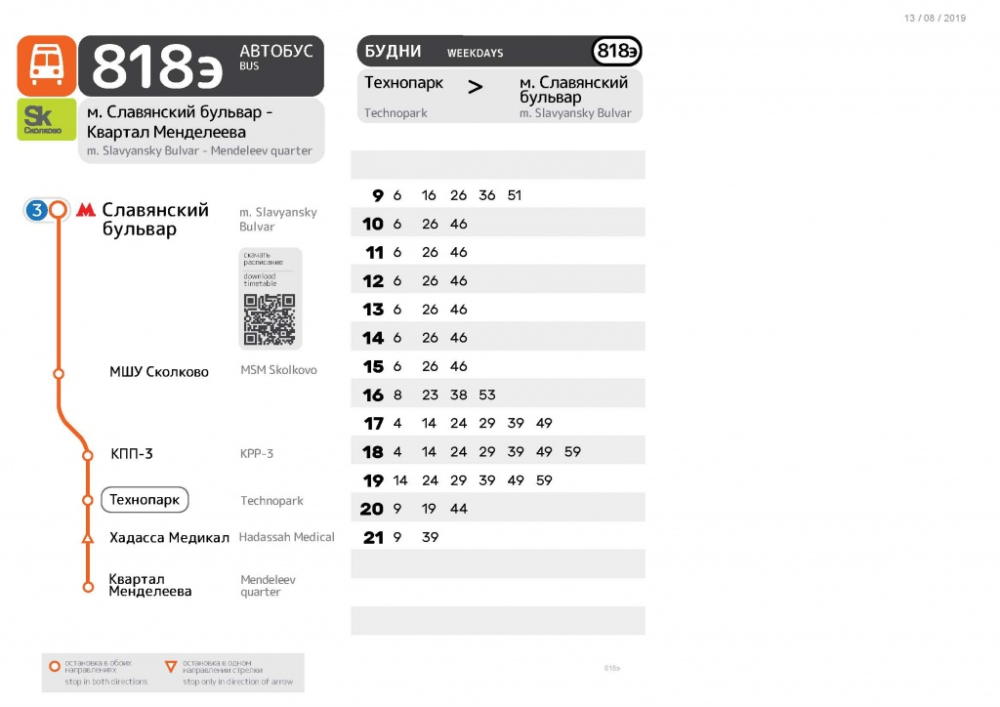 13 / 08 / 2019
818э
АВТОБУС
BUS
Sk
Сколково
м. Славянский бульвар -
Квартал Менделеева
m. Slavyansky Bulvar - Mendeleev quarter
3
М
Славянский
бульвар
m. Slavyansky
Bulvar
скачать
расписание
download
timetable
МШУ Сколково
MSM Skolkovo
КПП-3
KPP-3
Технопарк
Technopark
Хадасса Медикал
Hadassah Medical
Квартал
Менделеева
Mendeleev
quarter
остановка в обоих
направлениях
stop in both directions
остановка в одном
направлении стрелки
stop only in direction of arrow
БУДНИ WEEKDAYS 818э
Технопарк > м. Славянский
бульвар
Technopark m. Slavyansky Bulvar
9 6 16 26 36 51
10 6 26 46
11 6 26 46
12 6 26 46
13 6 26 46
14 6 26 46
15 6 26 46
16 8 23 38 53
17 4 14 24 29 39 49
18 4 14 24 29 39 49 59
19 14 24 29 39 49 59
20 9 19 44
21 9 39
818э